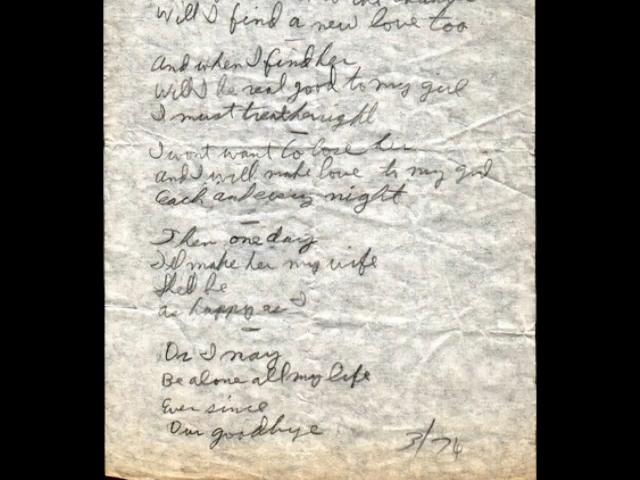 Will I find a new love too
And when I find her
Will I be real good to my girl
I must treat her right
I wont want to lose her
and I will make love to my girl
Each and every night
Then one day
I'll make her my wife
She'll be
as happy as I
Or I may
Be alone all my life
Ever since
Our goodbye
3/74